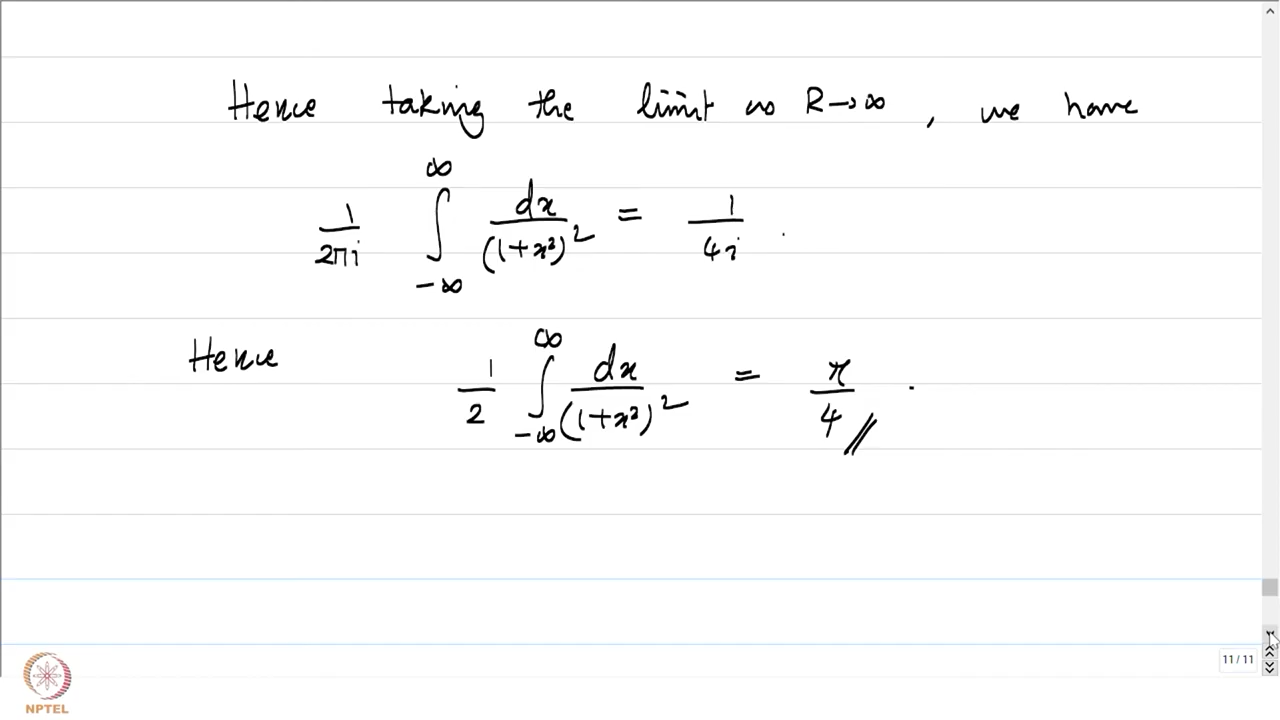 Hence taking the limit as R→∞, we have
1/2πi ∫_{-∞}^{∞} dx/(1+x²)² = 1/4i .
Hence 1/2 ∫_{-∞}^{∞} dx/(1+x²)² = π/4 .
11 / 11
NPTEL